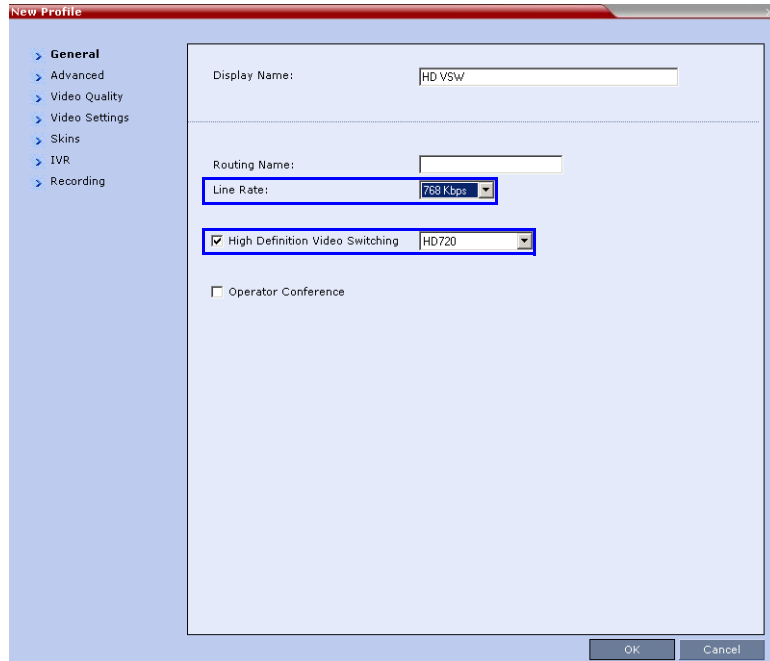 New Profile
General
Advanced
Video Quality
Video Settings
Skins
IVR
Recording
Display Name: HD VSW
Routing Name:
Line Rate: 768 Kbps
High Definition Video Switching HD720
Operator Conference
OK Cancel